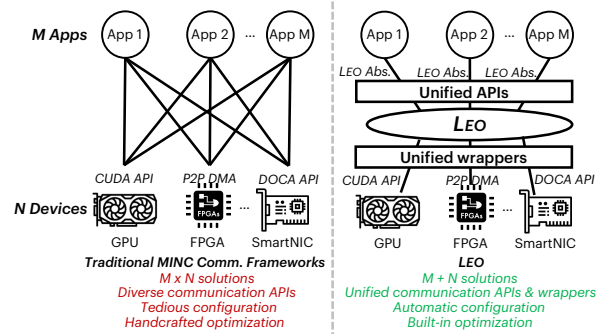 M Apps
App 1
App 2
...
App M
CUDA API
P2P DMA
DOCA API
N Devices
FPGAs
...
GPU
FPGA
SmartNIC
Traditional MINC Comm. Frameworks
M x N solutions
Diverse communication APIs
Tedious configuration
Handcrafted optimization
App 1
App 2
...
App M
LEO Abs.
LEO Abs.
LEO Abs.
Unified APIs
LEO
Unified wrappers
CUDA API
P2P DMA
DOCA API
FPGAs
...
GPU
FPGA
SmartNIC
LEO
M + N solutions
Unified communication APIs & wrappers
Automatic configuration
Built-in optimization